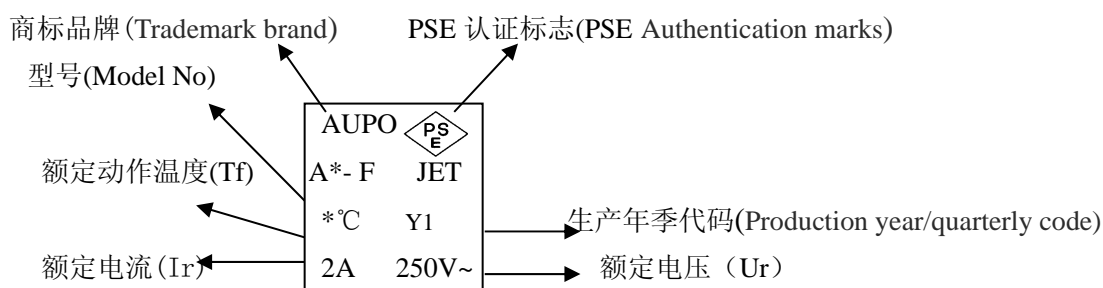 商标品牌(Trademark brand) PSE 认证标志(PSE Authentication marks)
型号(Model No)
AUPO PSE
额定动作温度(Tf) A*- F JET
*℃ Y1 生产年季代码(Production year/quarterly code)
额定电流(Ir) 2A 250V~ 额定电压（Ur）